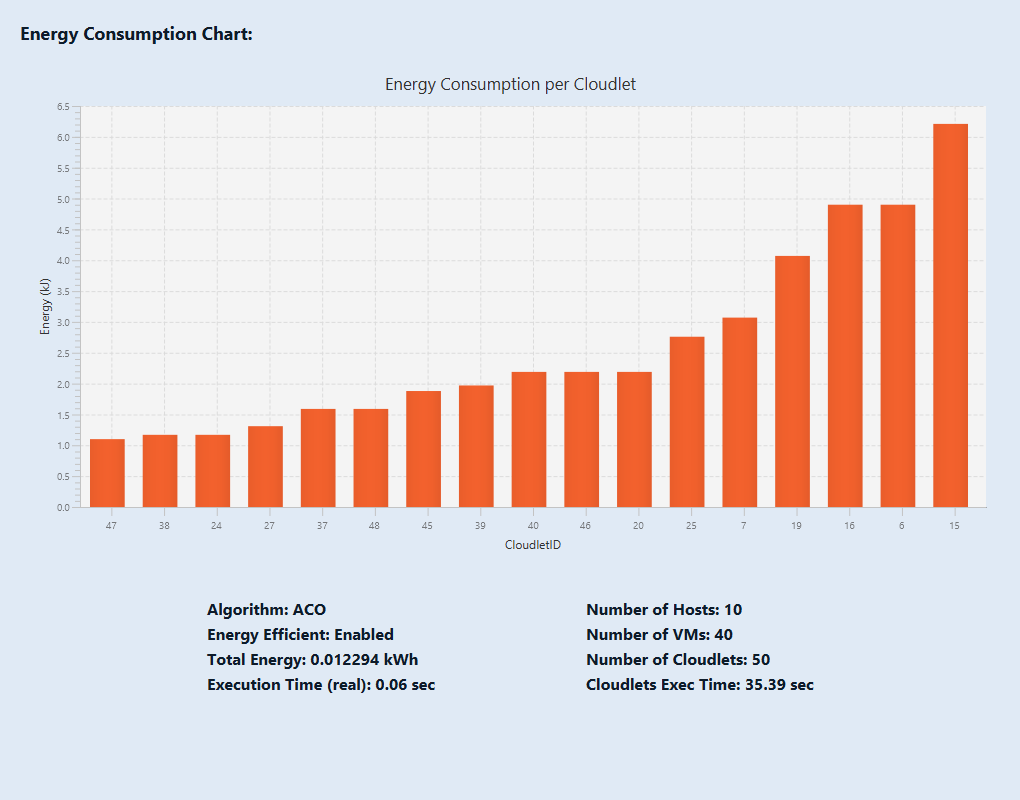 Energy Consumption Chart:
Energy Consumption per Cloudlet
6.5
6.0
5.5
5.0
4.5
4.0
3.5
3.0
2.5
2.0
1.5
1.0
0.5
0.0
Energy (kJ)
47 38 24 27 37 48 45 39 40 46 20 25 7 19 16 6 15
CloudletID
Algorithm: ACO
Energy Efficient: Enabled
Total Energy: 0.012294 kWh
Execution Time (real): 0.06 sec
Number of Hosts: 10
Number of VMs: 40
Number of Cloudlets: 50
Cloudlets Exec Time: 35.39 sec